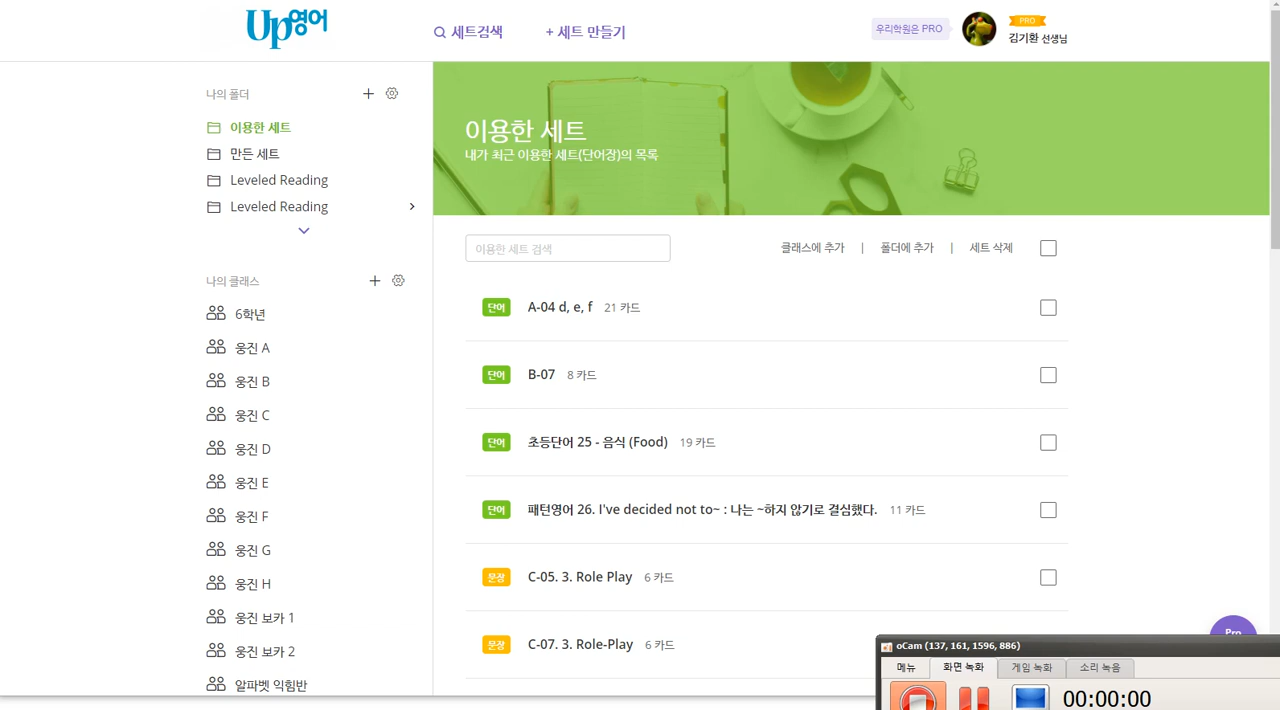 Up영어
세트검색
+ 세트 만들기
우리학원은 PRO
PRO
김기환 선생님
나의 폴더
이용한 세트
만든 세트
Leveled Reading
Leveled Reading
나의 클래스
6학년
웅진 A
웅진 B
웅진 C
웅진 D
웅진 E
웅진 F
웅진 G
웅진 H
웅진 보카 1
웅진 보카 2
알파벳 익힘반
이용한 세트
내가 최근 이용한 세트(단어장)의 목록
이용한 세트 검색
클래스에 추가 | 폴더에 추가 | 세트 삭제
단어 A-04 d, e, f 21 카드
단어 B-07 8 카드
단어 초등단어 25 - 음식 (Food) 19 카드
단어 패턴영어 26. I've decided not to~ : 나는 ~하지 않기로 결심했다. 11 카드
문장 C-05. 3. Role Play 6 카드
문장 C-07. 3. Role-Play 6 카드
Pro
oCam (137, 161, 1596, 886)
메뉴 화면 녹화 게임 녹화 소리 녹음
00:00:00